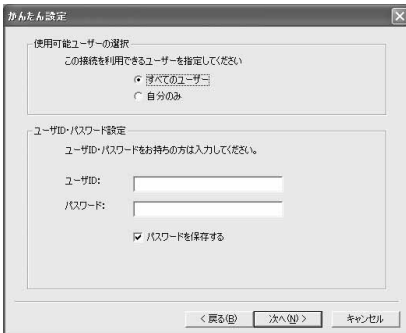 かんたん設定
使用可能ユーザーの選択
この接続を利用できるユーザーを指定してください
すべてのユーザー
自分のみ
ユーザID・パスワード設定
ユーザID・パスワードをお持ちの方は入力してください。
ユーザID:
パスワード:
パスワードを保存する
< 戻る(B)
次へ(N) >
キャンセル